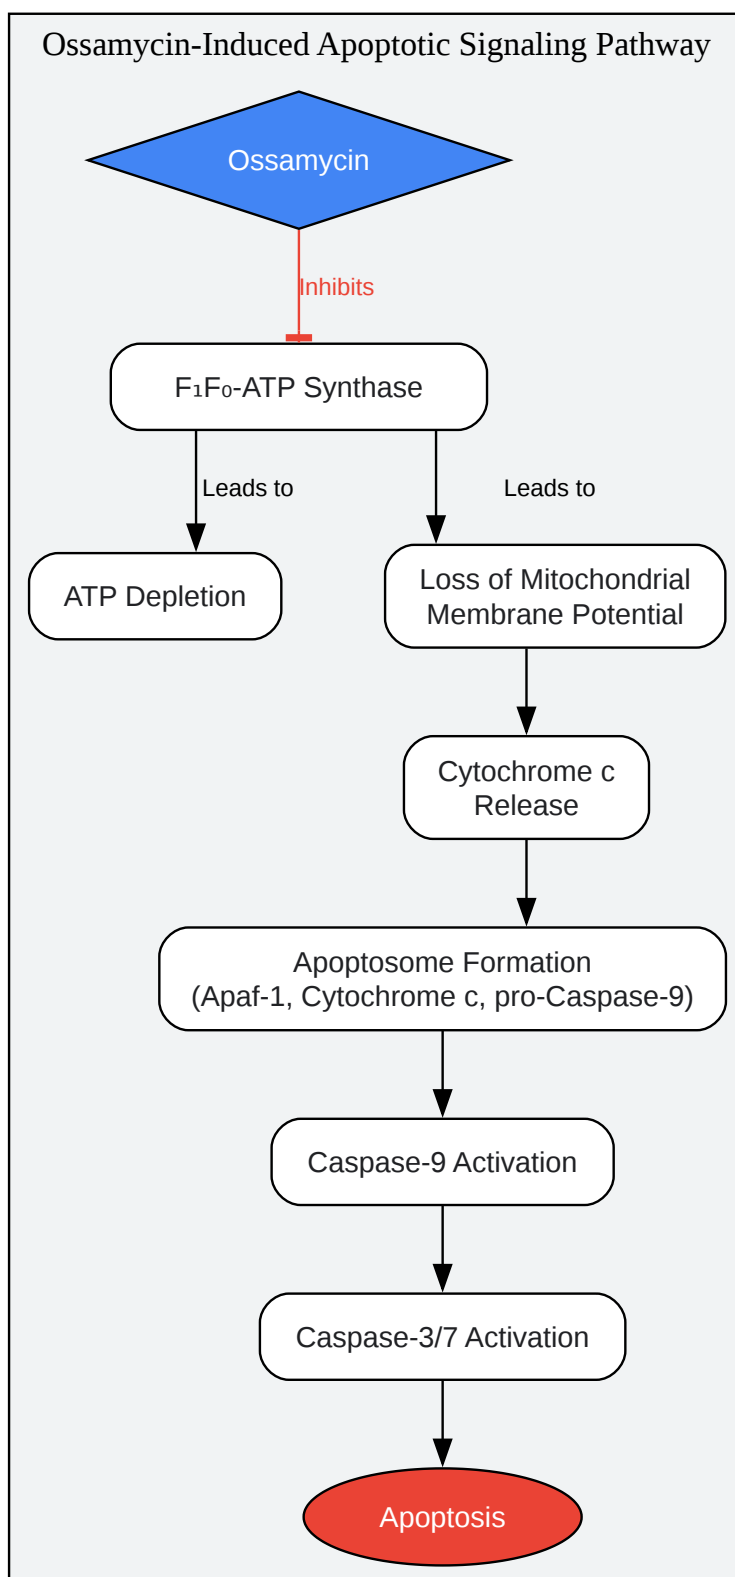 Ossamycin-Induced Apoptotic Signaling Pathway
Ossamycin
Inhibits
F₁F₀-ATP Synthase
Leads to
Leads to
ATP Depletion
Loss of Mitochondrial
Membrane Potential
Cytochrome c
Release
Apoptosome Formation
(Apaf-1, Cytochrome c, pro-Caspase-9)
Caspase-9 Activation
Caspase-3/7 Activation
Apoptosis